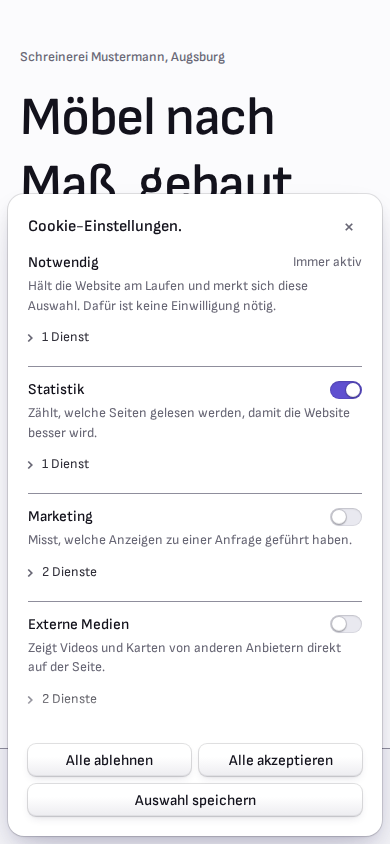 Schreinerei Mustermann, Augsburg
Möbel nach
Maß, gebaut
Cookie-Einstellungen.
Notwendig
Immer aktiv
Hält die Website am Laufen und merkt sich diese
Auswahl. Dafür ist keine Einwilligung nötig.
1 Dienst
Statistik
Zählt, welche Seiten gelesen werden, damit die Website
besser wird.
1 Dienst
Marketing
Misst, welche Anzeigen zu einer Anfrage geführt haben.
2 Dienste
Externe Medien
Zeigt Videos und Karten von anderen Anbietern direkt
auf der Seite.
2 Dienste
Alle ablehnen
Alle akzeptieren
Auswahl speichern